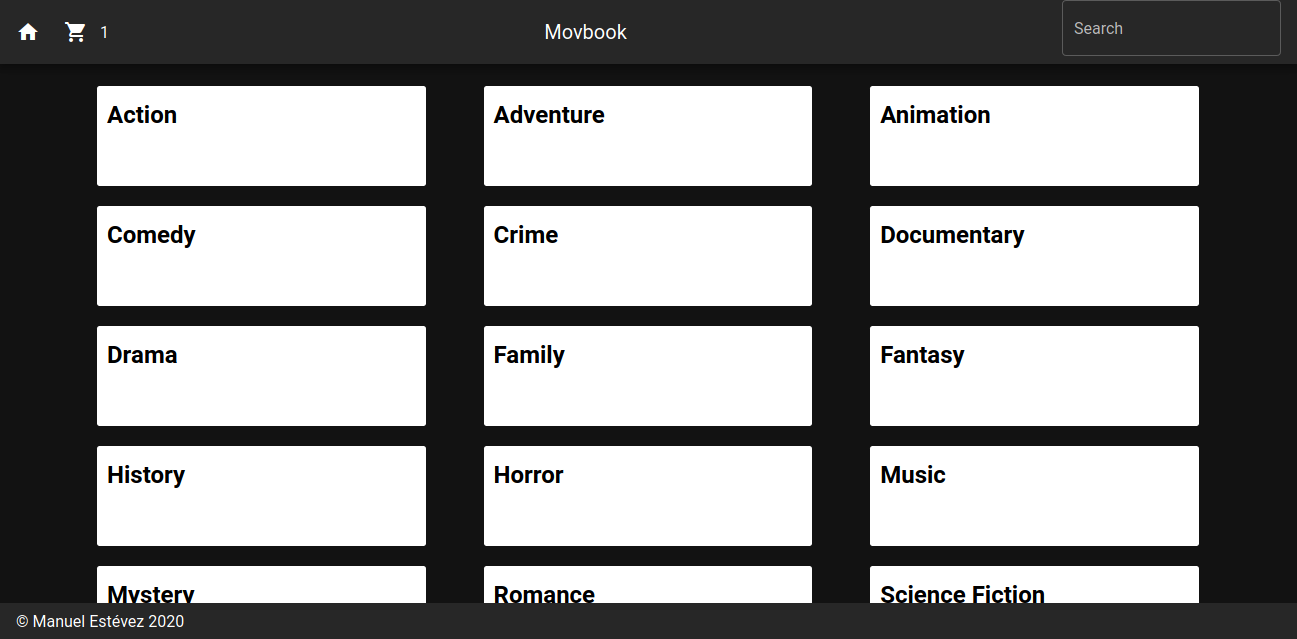 1
Movbook
Search
Action
Adventure
Animation
Comedy
Crime
Documentary
Drama
Family
Fantasy
History
Horror
Music
Mystery
Romance
Science Fiction
© Manuel Estévez 2020